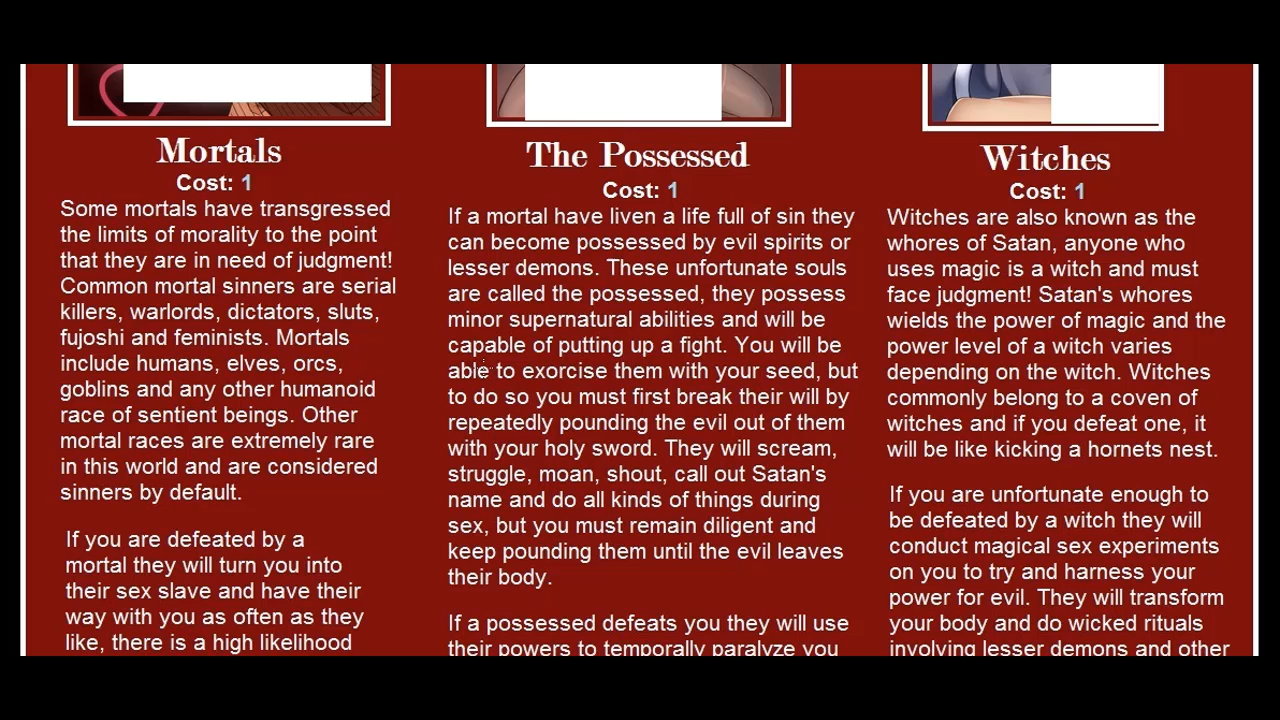 Mortals
Cost: 1
Some mortals have transgressed
the limits of morality to the point
that they are in need of judgment!
Common mortal sinners are serial
killers, warlords, dictators, sluts,
fujoshi and feminists. Mortals
include humans, elves, orcs,
goblins and any other humanoid
race of sentient beings. Other
mortal races are extremely rare
in this world and are considered
sinners by default.
If you are defeated by a
mortal they will turn you into
their sex slave and have their
way with you as often as they
like, there is a high likelihood
The Possessed
Cost: 1
If a mortal have liven a life full of sin they
can become possessed by evil spirits or
lesser demons. These unfortunate souls
are called the possessed, they possess
minor supernatural abilities and will be
capable of putting up a fight. You will be
able to exorcise them with your seed, but
to do so you must first break their will by
repeatedly pounding the evil out of them
with your holy sword. They will scream,
struggle, moan, shout, call out Satan's
name and do all kinds of things during
sex, but you must remain diligent and
keep pounding them until the evil leaves
their body.
If a possessed defeats you they will use
their powers to temporally paralyze you
Witches
Cost: 1
Witches are also known as the
whores of Satan, anyone who
uses magic is a witch and must
face judgment! Satan's whores
wields the power of magic and the
power level of a witch varies
depending on the witch. Witches
commonly belong to a coven of
witches and if you defeat one, it
will be like kicking a hornets nest.
If you are unfortunate enough to
be defeated by a witch they will
conduct magical sex experiments
on you to try and harness your
power for evil. They will transform
your body and do wicked rituals
involving lesser demons and other